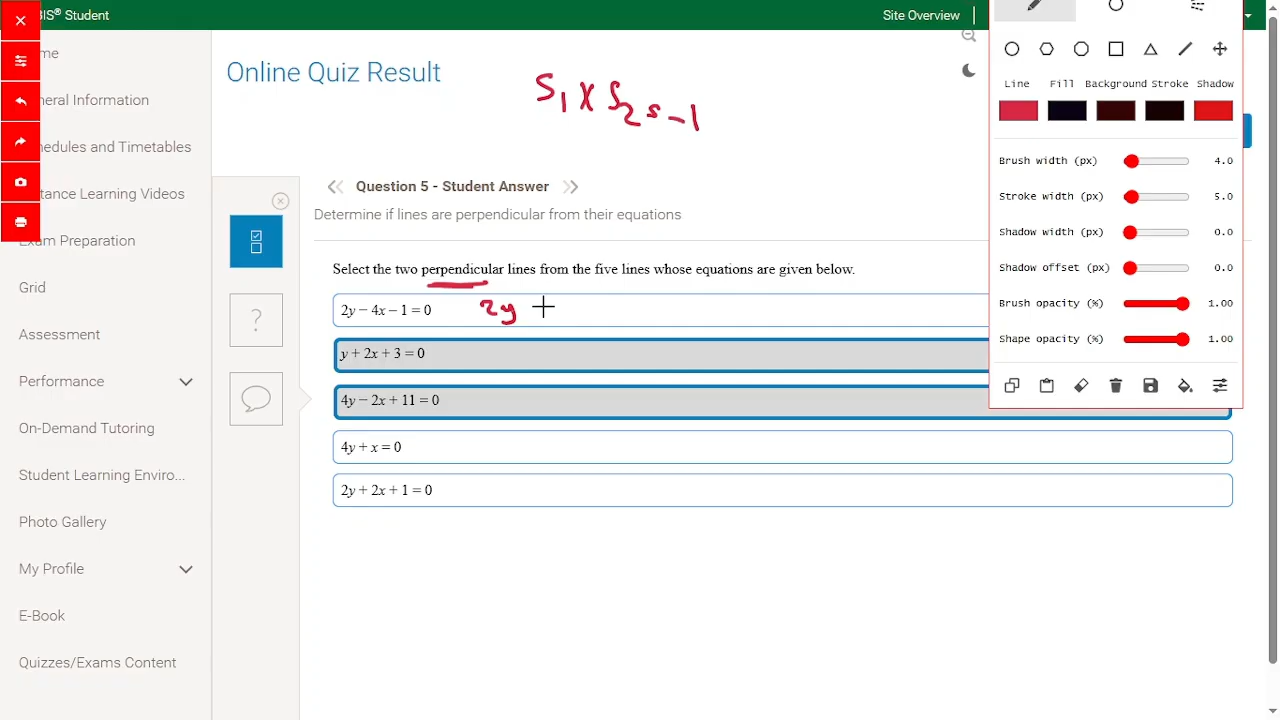 BIS® Student
Site Overview
me
neral Information
hedules and Timetables
tance Learning Videos
Exam Preparation
Grid
Assessment
Performance
On-Demand Tutoring
Student Learning Enviro...
Photo Gallery
My Profile
E-Book
Quizzes/Exams Content
Online Quiz Result
S₁ X S₂ = -1
Question 5 - Student Answer
Determine if lines are perpendicular from their equations
Select the two perpendicular lines from the five lines whose equations are given below.
2y − 4x − 1 = 0 2y
y + 2x + 3 = 0
4y − 2x + 11 = 0
4y + x = 0
2y + 2x + 1 = 0
Line Fill Background Stroke Shadow
Brush width (px) 4.0
Stroke width (px) 5.0
Shadow width (px) 0.0
Shadow offset (px) 0.0
Brush opacity (%) 1.00
Shape opacity (%) 1.00